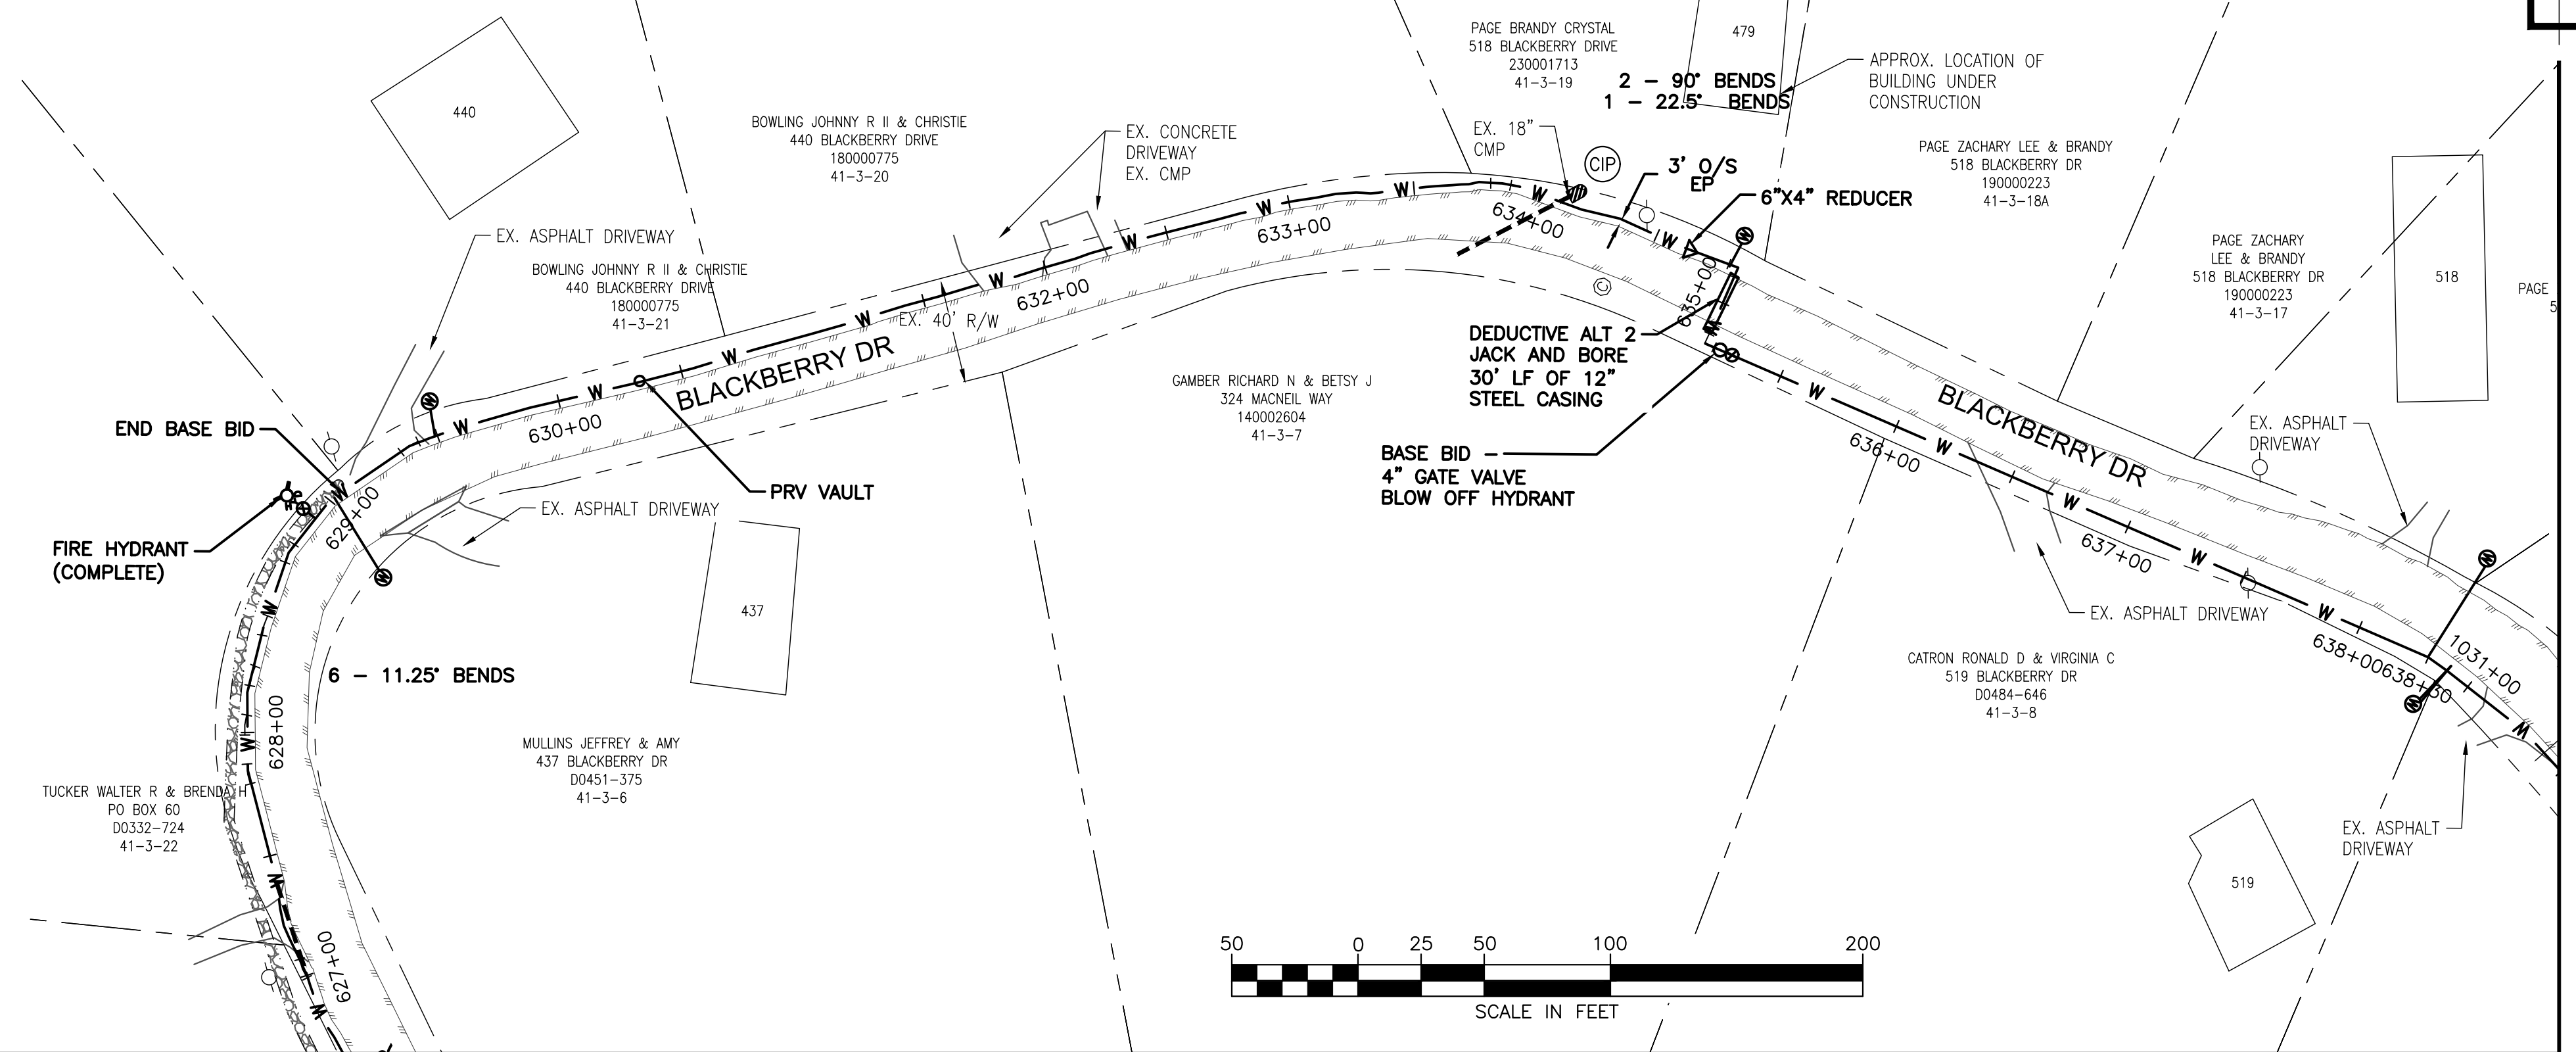 PAGE BRANDY CRYSTAL
518 BLACKBERRY DRIVE
230001713
41-3-19
479
2 - 90° BENDS
1 - 22.5° BENDS
APPROX. LOCATION OF
BUILDING UNDER
CONSTRUCTION
440
BOWLING JOHNNY R II & CHRISTIE
440 BLACKBERRY DRIVE
180000775
41-3-20
EX. CONCRETE
DRIVEWAY
EX. CMP
EX. 18"
CMP
CIP
3' O/S
EP
6"X4" REDUCER
PAGE ZACHARY LEE & BRANDY
518 BLACKBERRY DR
190000223
41-3-18A
PAGE ZACHARY
LEE & BRANDY
518 BLACKBERRY DR
190000223
41-3-17
518
PAGE
5
EX. ASPHALT DRIVEWAY
BOWLING JOHNNY R II & CHRISTIE
440 BLACKBERRY DRIVE
180000775
41-3-21
W
W
W
W
W
W
W
W
W
W
W
630+00
632+00
633+00
634+00
635+00
EX. 40' R/W
BLACKBERRY DR
C
DEDUCTIVE ALT 2
JACK AND BORE
30' LF OF 12"
STEEL CASING
BASE BID -
4" GATE VALVE
BLOW OFF HYDRANT
GAMBER RICHARD N & BETSY J
324 MACNEIL WAY
140002604
41-3-7
END BASE BID
FIRE HYDRANT
(COMPLETE)
W
629+00
W
PRV VAULT
EX. ASPHALT DRIVEWAY
437
6 - 11.25° BENDS
MULLINS JEFFREY & AMY
437 BLACKBERRY DR
D0451-375
41-3-6
TUCKER WALTER R & BRENDA H
PO BOX 60
D0332-724
41-3-22
W
W
628+00
W
627+00
W
W
W
W
W
W
W
636+00
637+00
638+00
638+30
1031+00
BLACKBERRY DR
EX. ASPHALT
DRIVEWAY
W
W
W
EX. ASPHALT DRIVEWAY
CATRON RONALD D & VIRGINIA C
519 BLACKBERRY DR
D0484-646
41-3-8
EX. ASPHALT
DRIVEWAY
519
50 0 25 50 100 200
SCALE IN FEET